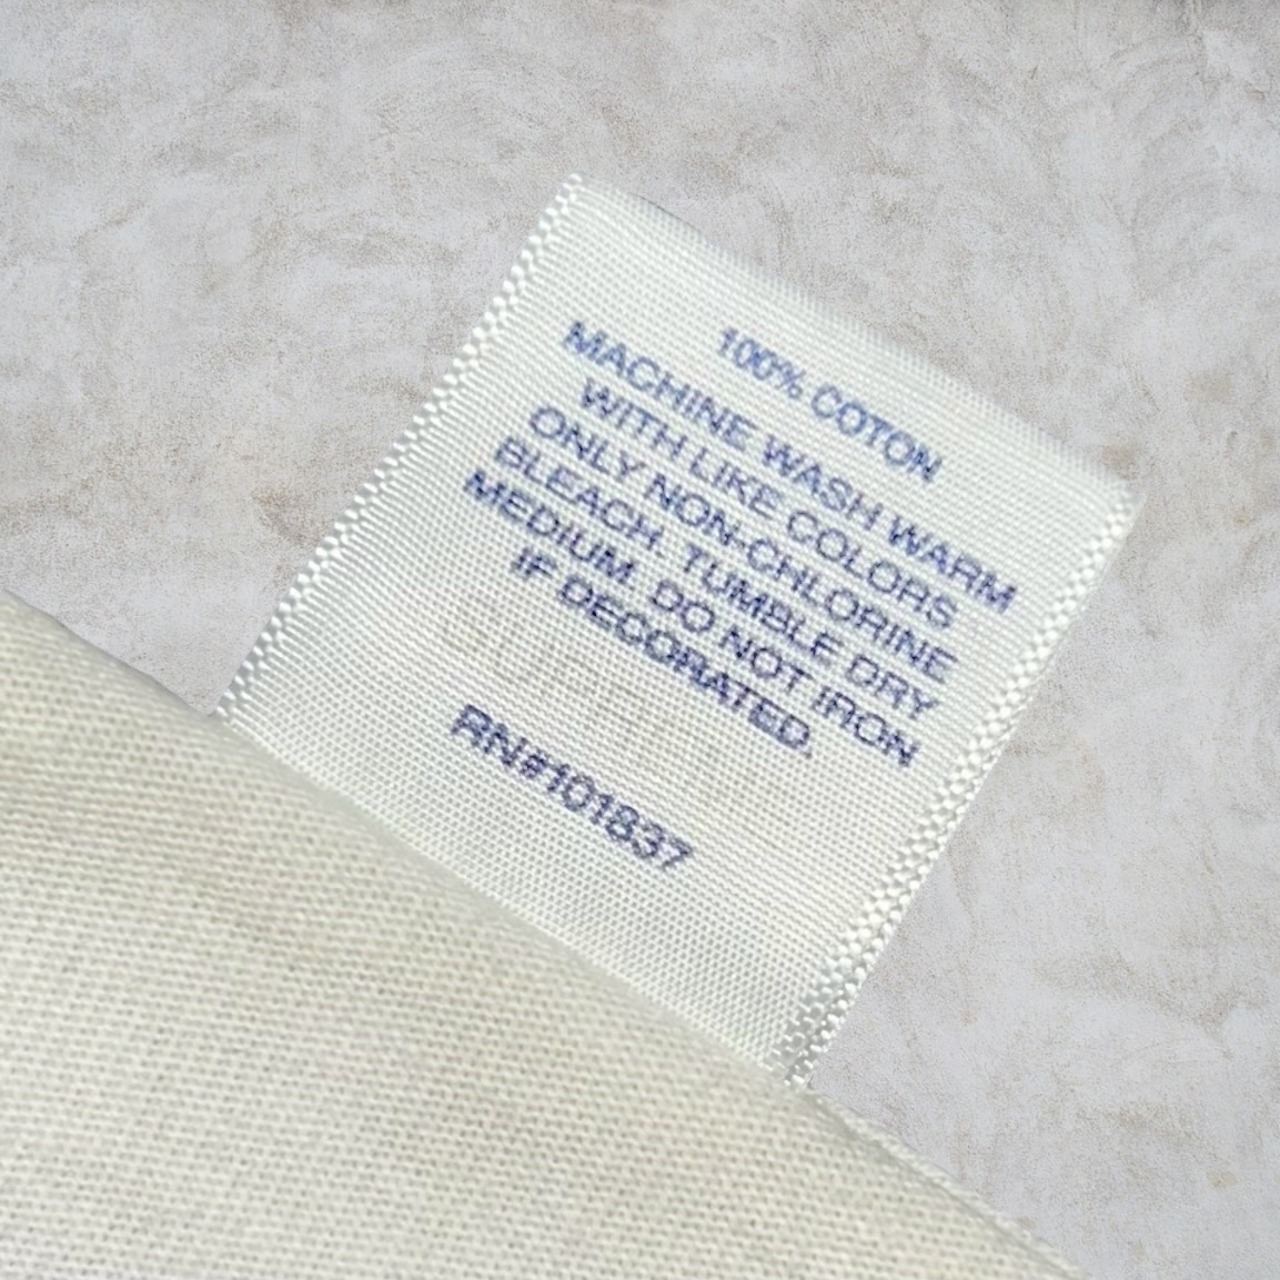 100% COTON
MACHINE WASH WARM
WITH LIKE COLORS
ONLY NON-CHLORINE
BLEACH. TUMBLE DRY
MEDIUM. DO NOT IRON
IF DECORATED.
RN#101837